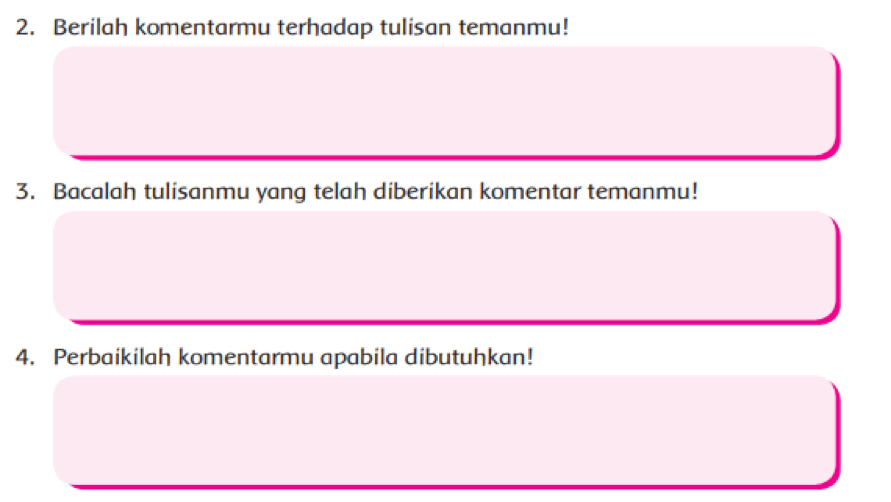 2. Berilah komentarmu terhadap tulisan temanmu!
3. Bacalah tulisanmu yang telah diberikan komentar temanmu!
4. Perbaikilah komentarmu apabila dibutuhkan!